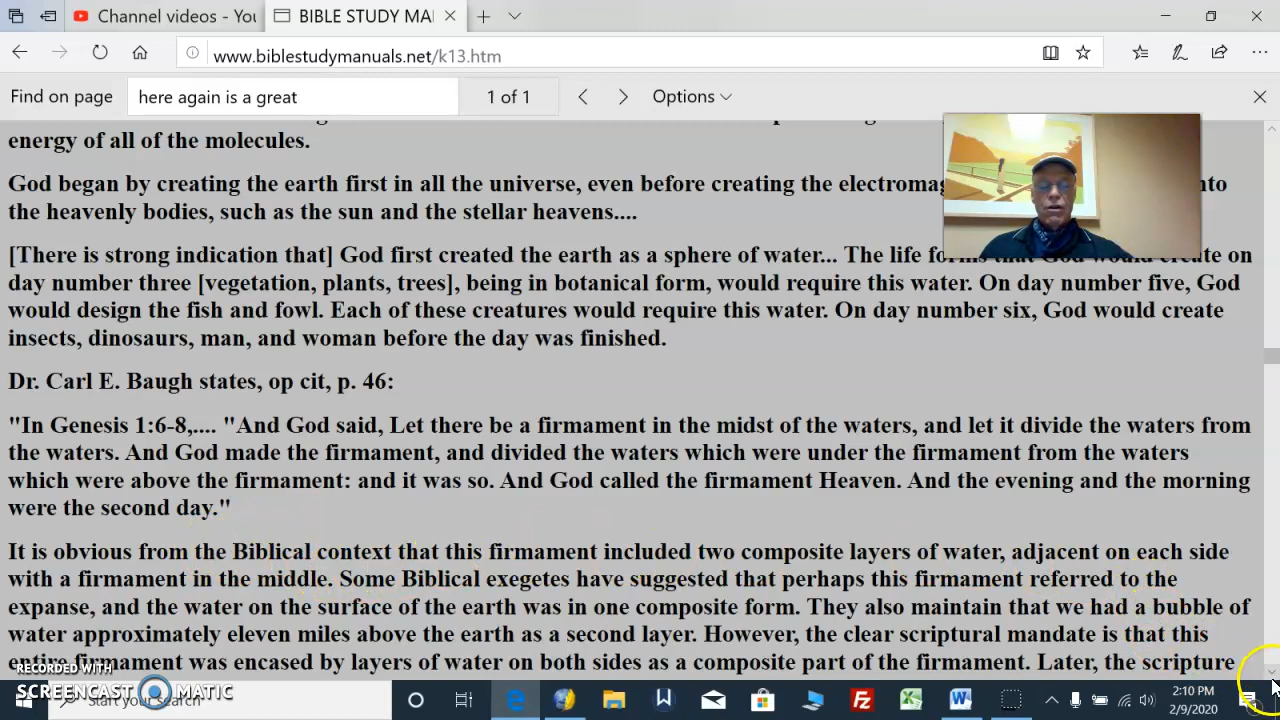 Channel videos - You
BIBLE STUDY MA
www.biblestudymanuals.net/k13.htm
Find on page
here again is a great
1 of 1
Options
energy of all of the molecules.
God began by creating the earth first in all the universe, even before creating the
the heavenly bodies, such as the sun and the stellar heavens....
[There is strong indication that] God first created the earth as a sphere of water... The life forms that God would create on
day number three [vegetation, plants, trees], being in botanical form, would require this water. On day number five, God
would design the fish and fowl. Each of these creatures would require this water. On day number six, God would create
insects, dinosaurs, man, and woman before the day was finished.
Dr. Carl E. Baugh states, op cit, p. 46:
"In Genesis 1:6-8,.... "And God said, Let there be a firmament in the midst of the waters, and let it divide the waters from
the waters. And God made the firmament, and divided the waters which were under the firmament from the waters
which were above the firmament: and it was so. And God called the firmament Heaven. And the evening and the morning
were the second day."
It is obvious from the Biblical context that this firmament included two composite layers of water, adjacent on each side
with a firmament in the middle. Some Biblical exegetes have suggested that perhaps this firmament referred to the
expanse, and the water on the surface of the earth was in one composite form. They also maintain that we had a bubble of
water approximately eleven miles above the earth as a second layer. However, the clear scriptural mandate is that this
entire firmament was encased by layers of water on both sides as a composite part of the firmament. Later, the scripture
RECORDED WITH
SCREENCAST MATIC
Start your search
2:10 PM
2/9/2020